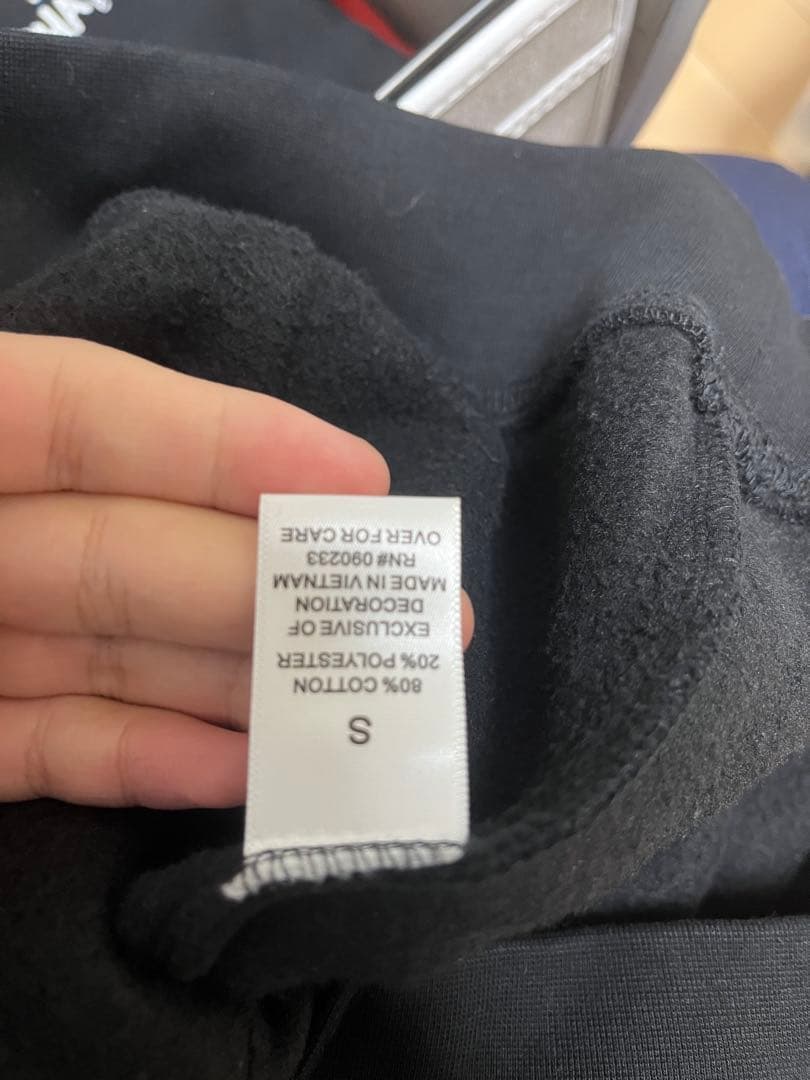 S
80% COTTON
20% POLYESTER
EXCLUSIVE OF
DECORATION
MADE IN VIETNAM
RN# 090233
OVER FOR CARE